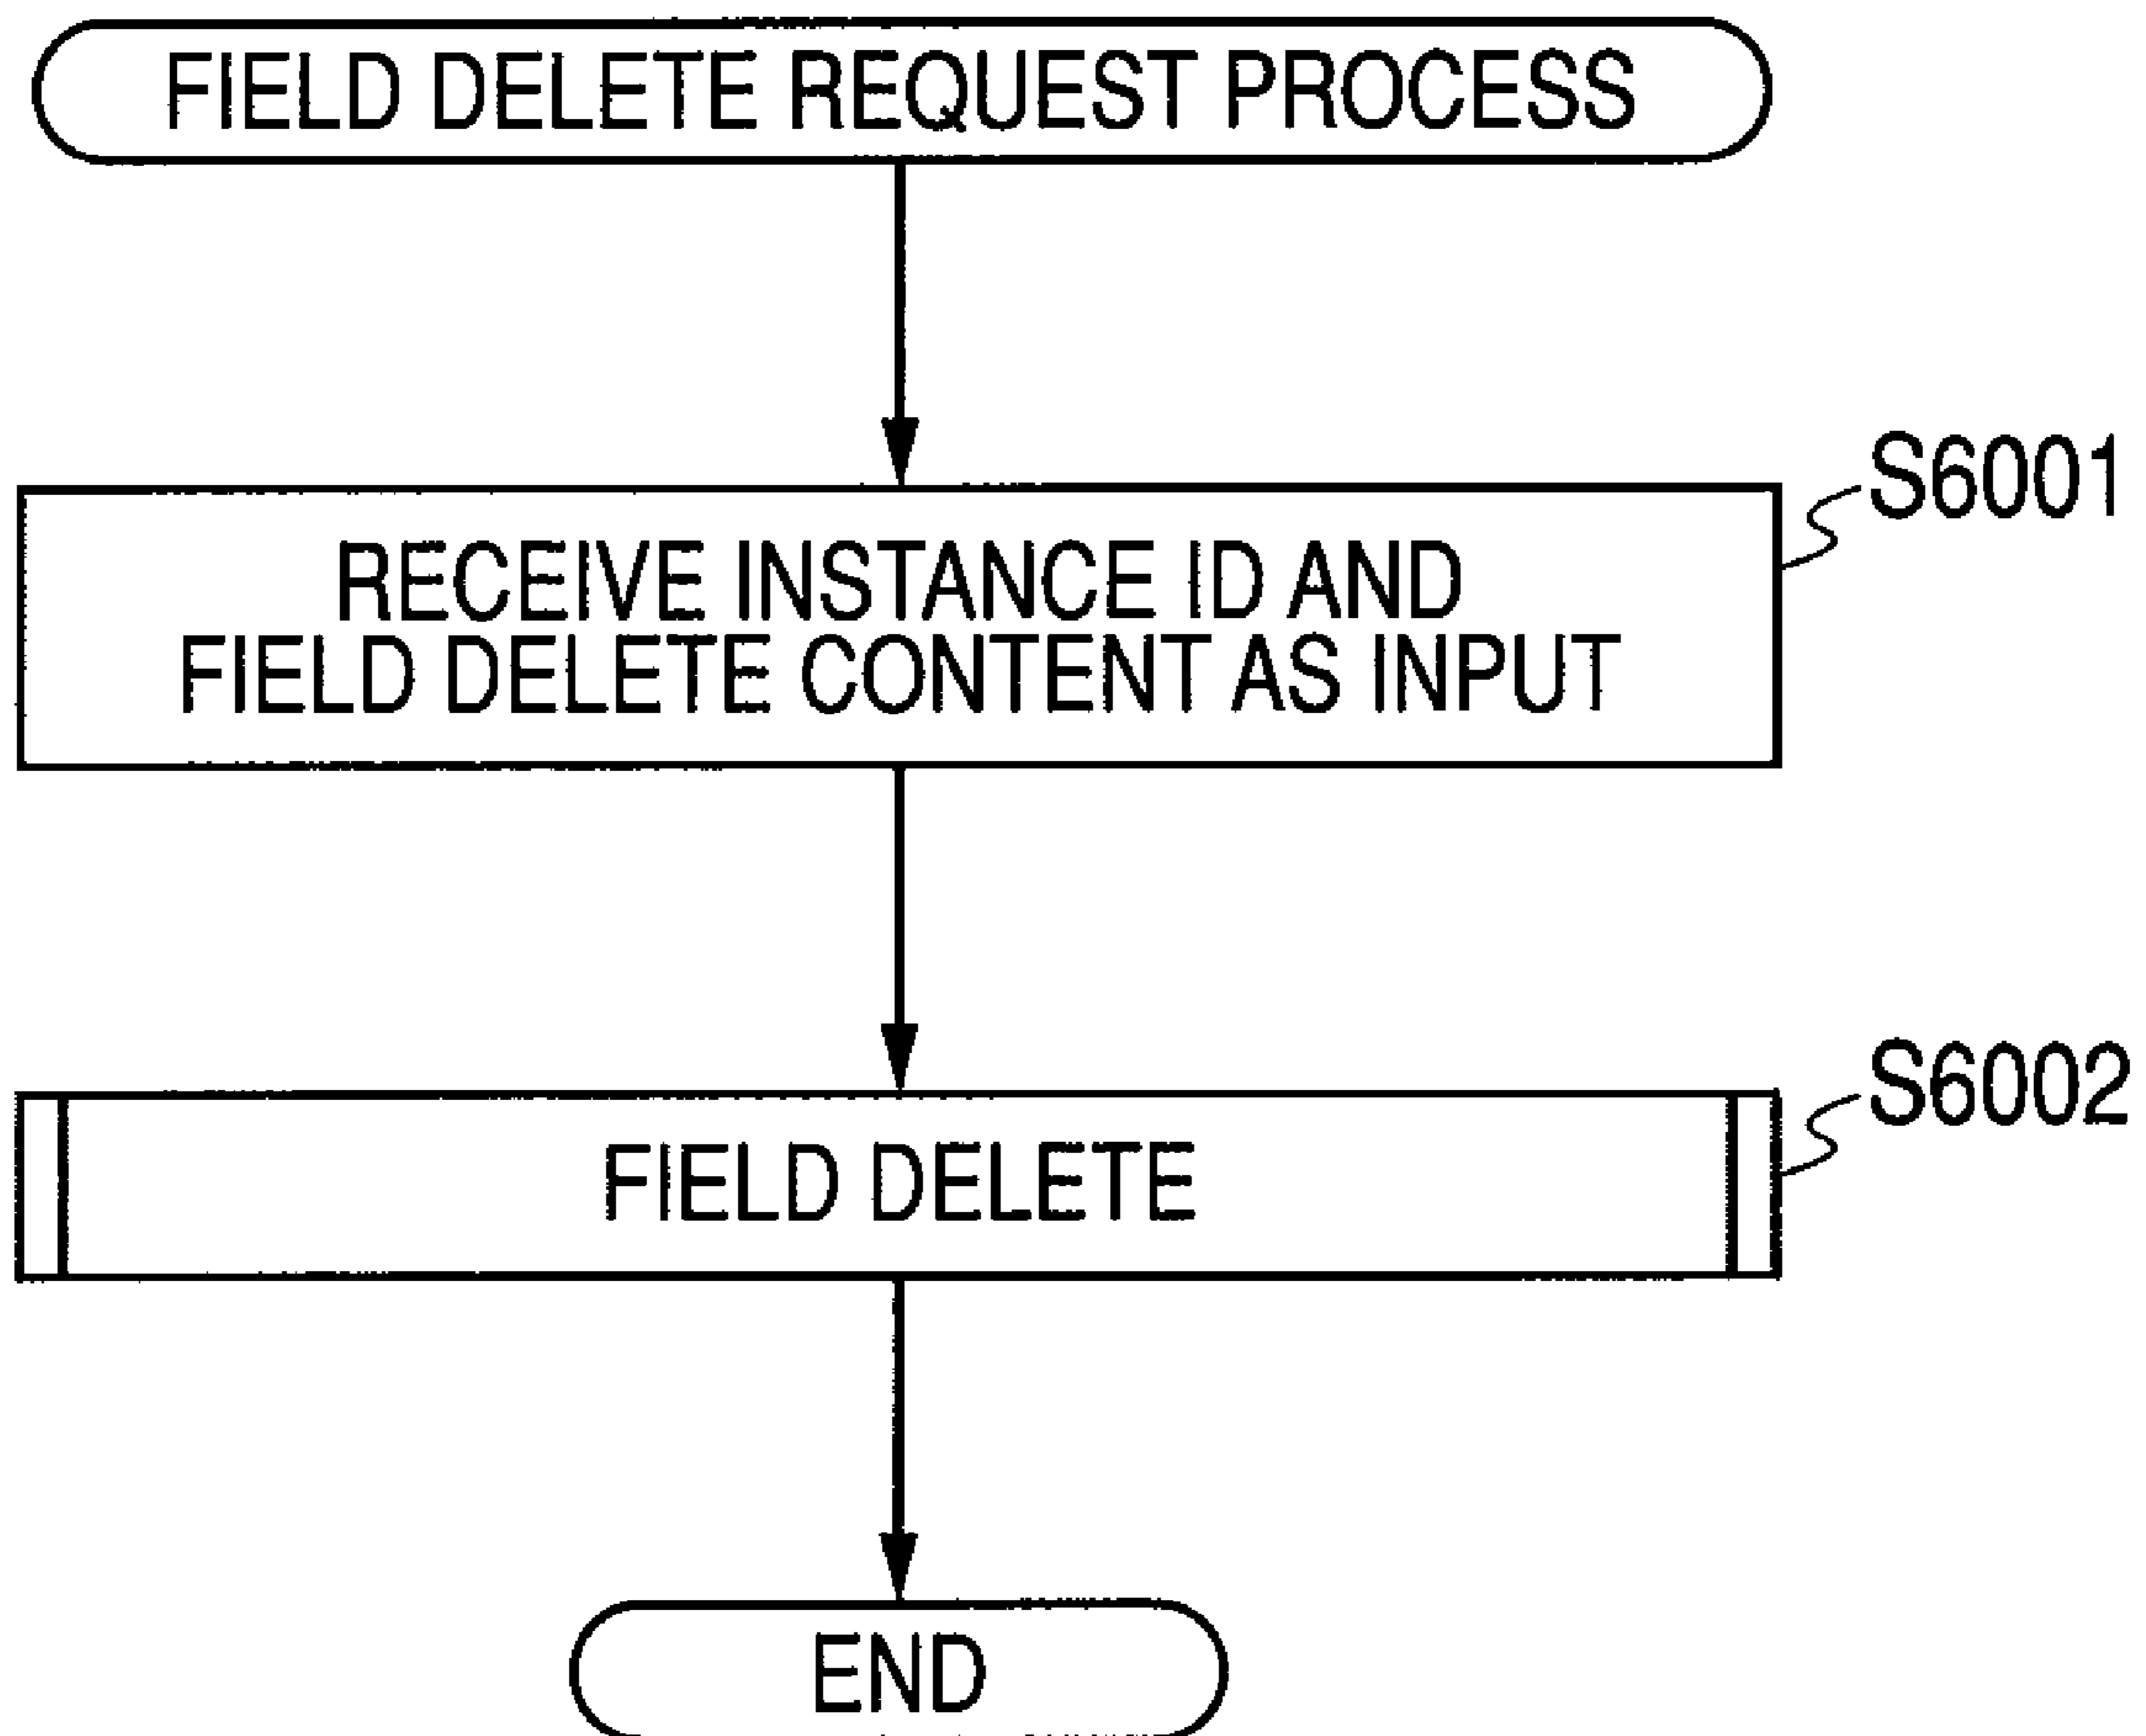 FIELD DELETE REQUEST PROCESS
S6001
RECEIVE INSTANCE ID AND
FIELD DELETE CONTENT AS INPUT
S6002
FIELD DELETE
END